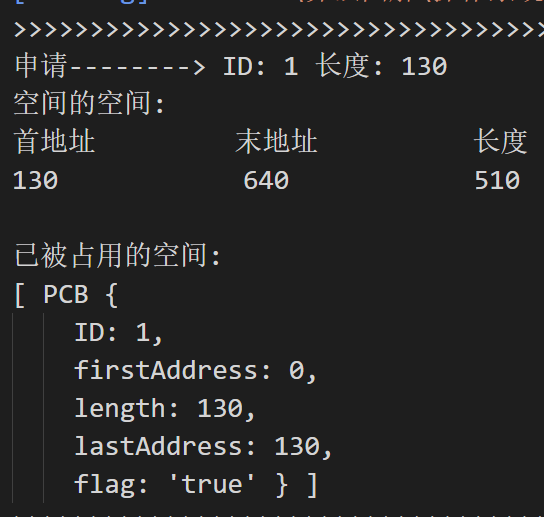 >>>>>>>>>>>>>>>>>>>>>>>>>>>>>>>>>>>
申请--------> ID: 1 长度: 130
空间的空间:
首地址 末地址 长度
130 640 510
已被占用的空间:
[ PCB {
ID: 1,
firstAddress: 0,
length: 130,
lastAddress: 130,
flag: 'true' } ]